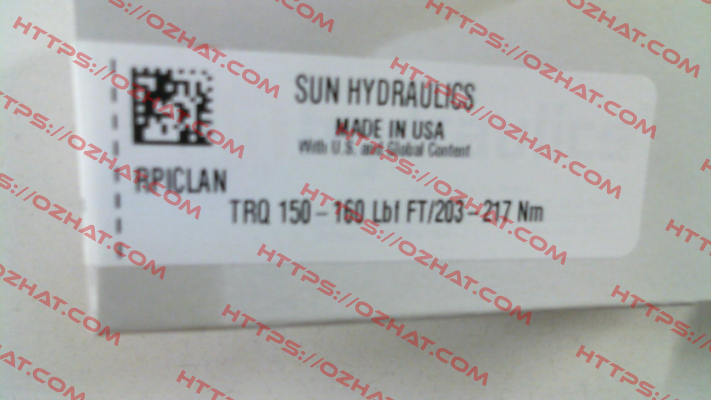 SUN HYDRAULICS
MADE IN USA
With U.S. and Global Content
RPICLAN
TRQ 150 - 160 Lbf FT/203 - 217 Nm
HTTPS://OZHAT.COM